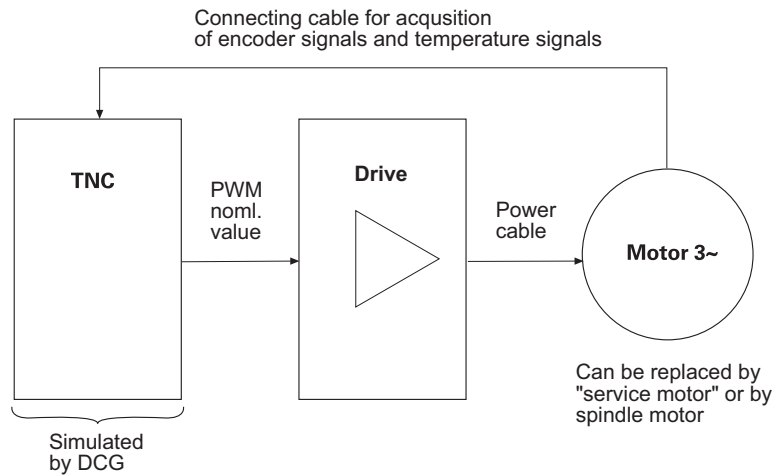 Connecting cable for acqusition
of encoder signals and temperature signals
TNC
PWM
noml.
value
Drive
Power
cable
Motor 3~
Can be replaced by
"service motor" or by
spindle motor
Simulated
by DCG